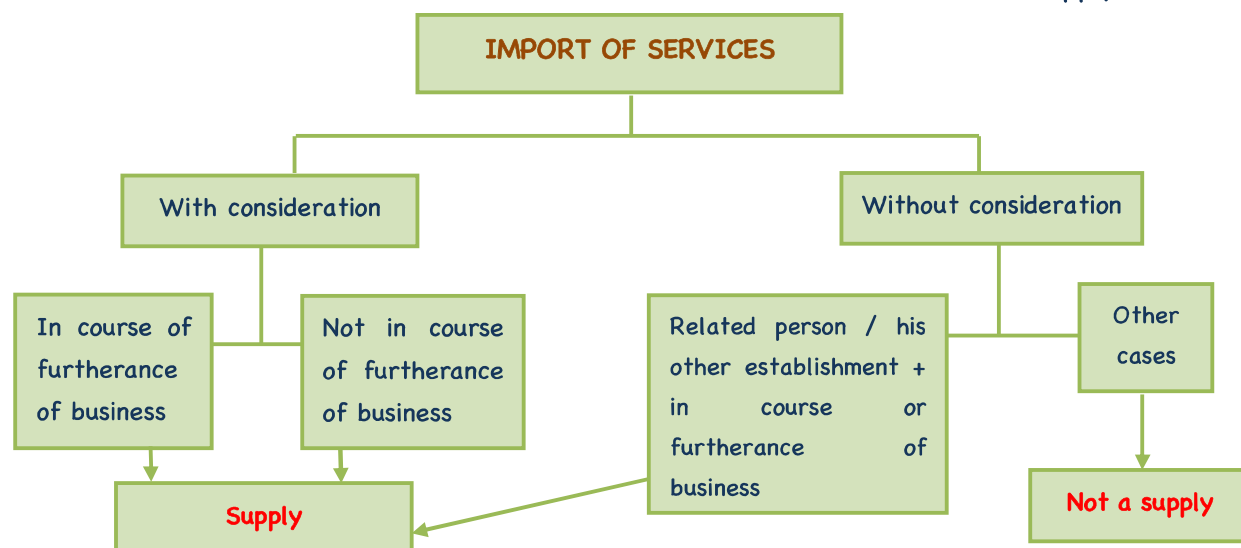 IMPORT OF SERVICES
With consideration
Without consideration
In course of
furtherance
of business
Not in course
of furtherance
of business
Related person / his
other establishment +
in course or
furtherance of
business
Other
cases
Supply
Not a supply